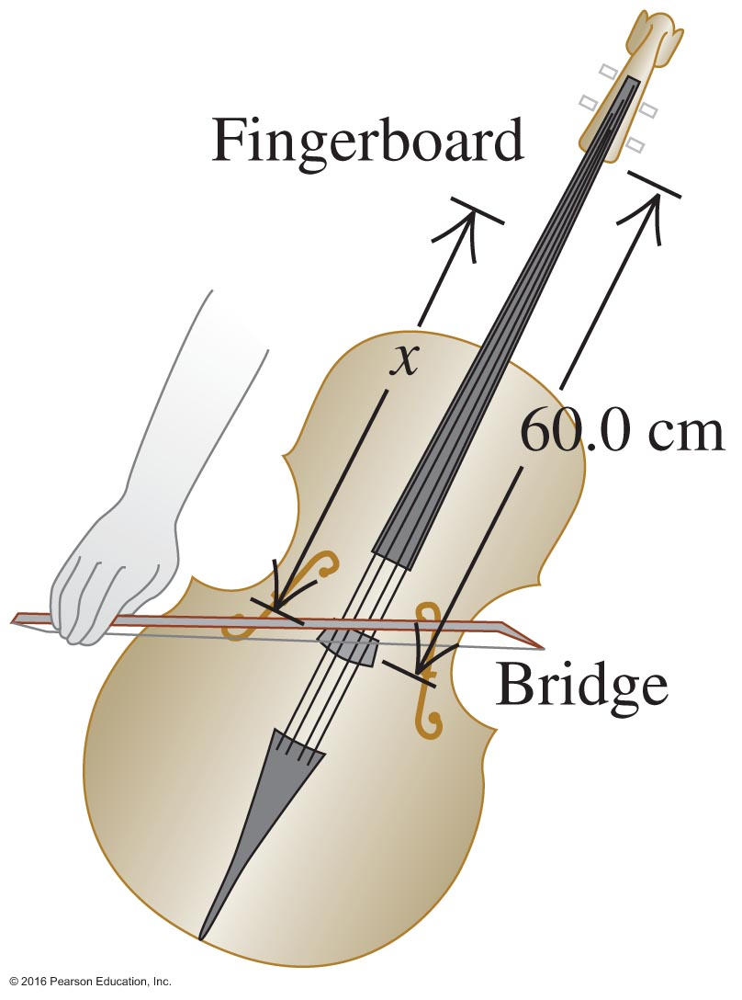 Fingerboard
x
60.0 cm
Bridge
© 2016 Pearson Education, Inc.